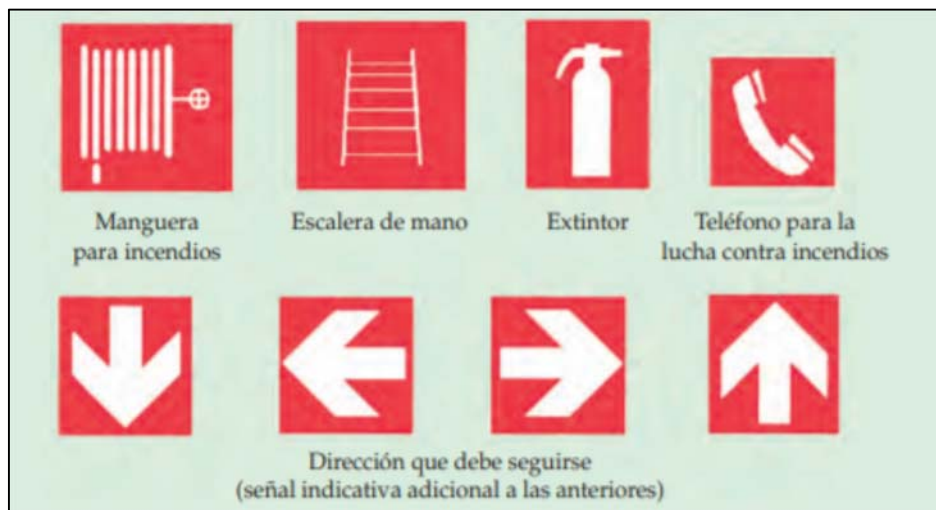 Manguera
para incendios
Escalera de mano
Extintor
Teléfono para la
lucha contra incendios
Dirección que debe seguirse
(señal indicativa adicional a las anteriores)